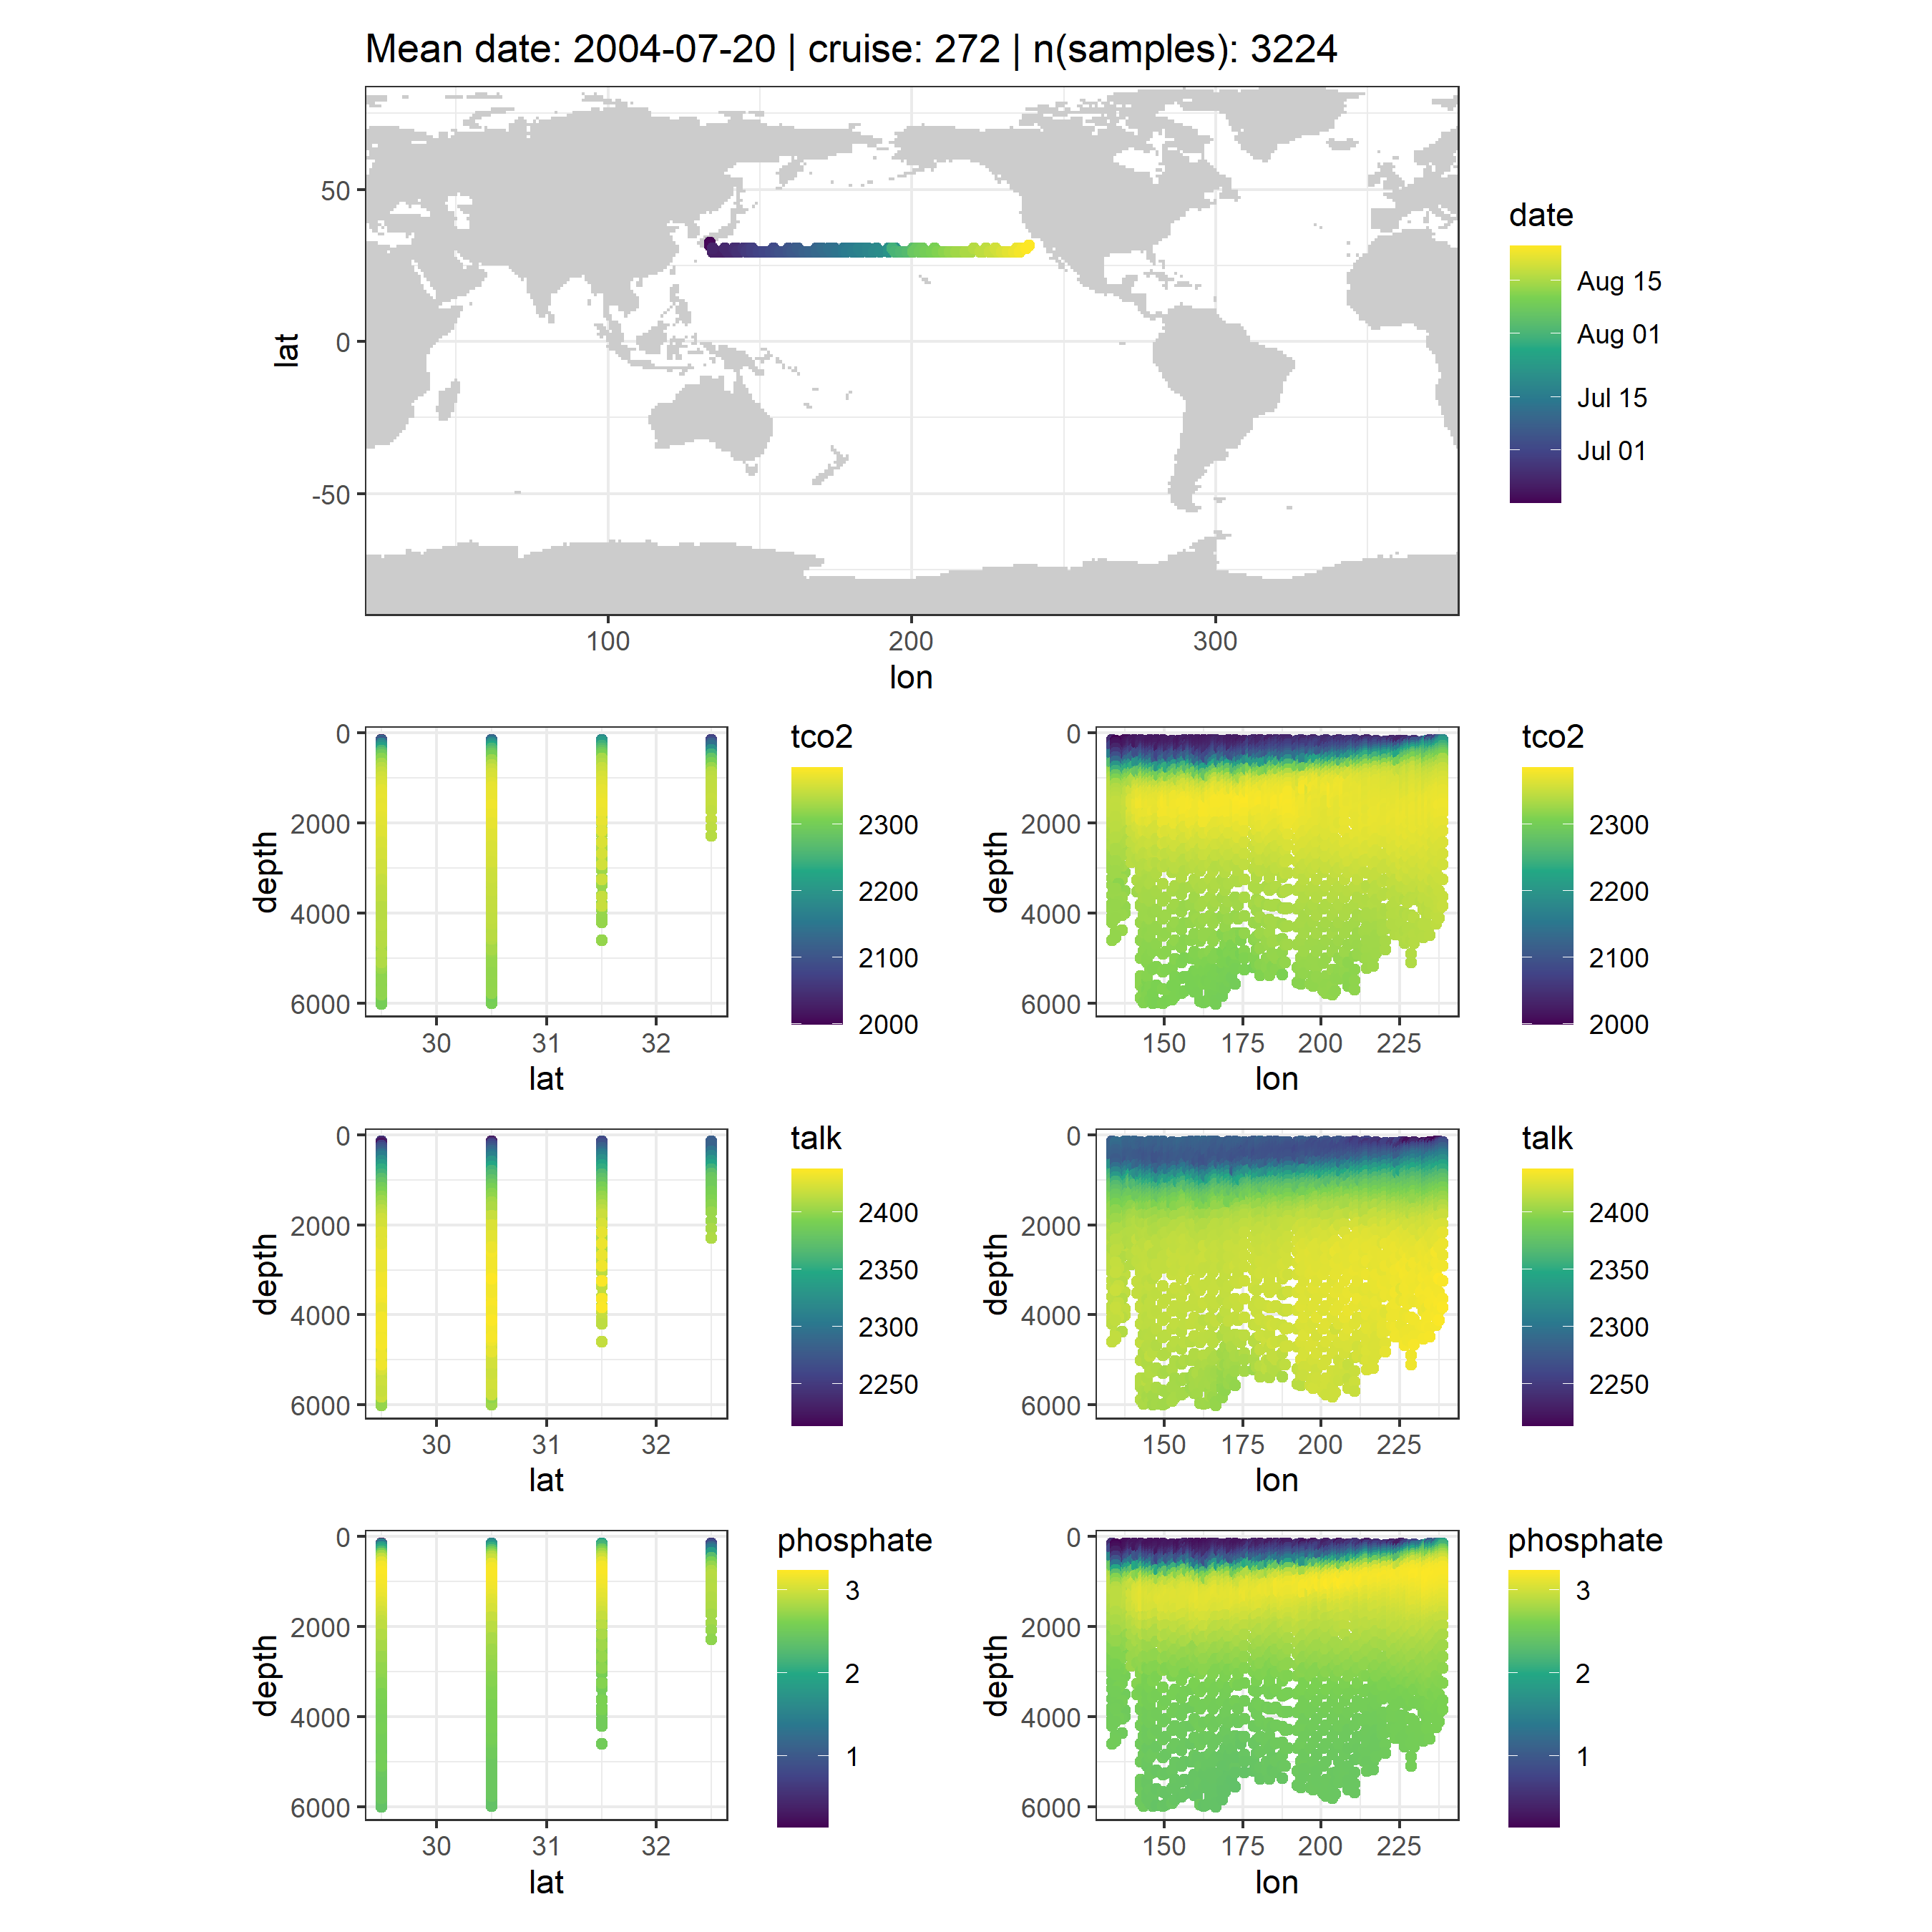 Mean date: 2004-07-20 | cruise: 272 | n(samples): 3224
50
0
-50
lat
100
200
300
lon
date
Aug 15
Aug 01
Jul 15
Jul 01
0
2000
4000
6000
depth
30
31
32
lat
tco2
2300
2200
2100
2000
0
2000
4000
6000
depth
150
175
200
225
lon
tco2
2300
2200
2100
2000
0
2000
4000
6000
depth
30
31
32
lat
talk
2400
2350
2300
2250
0
2000
4000
6000
depth
150
175
200
225
lon
talk
2400
2350
2300
2250
0
2000
4000
6000
depth
30
31
32
lat
phosphate
3
2
1
0
2000
4000
6000
depth
150
175
200
225
lon
phosphate
3
2
1